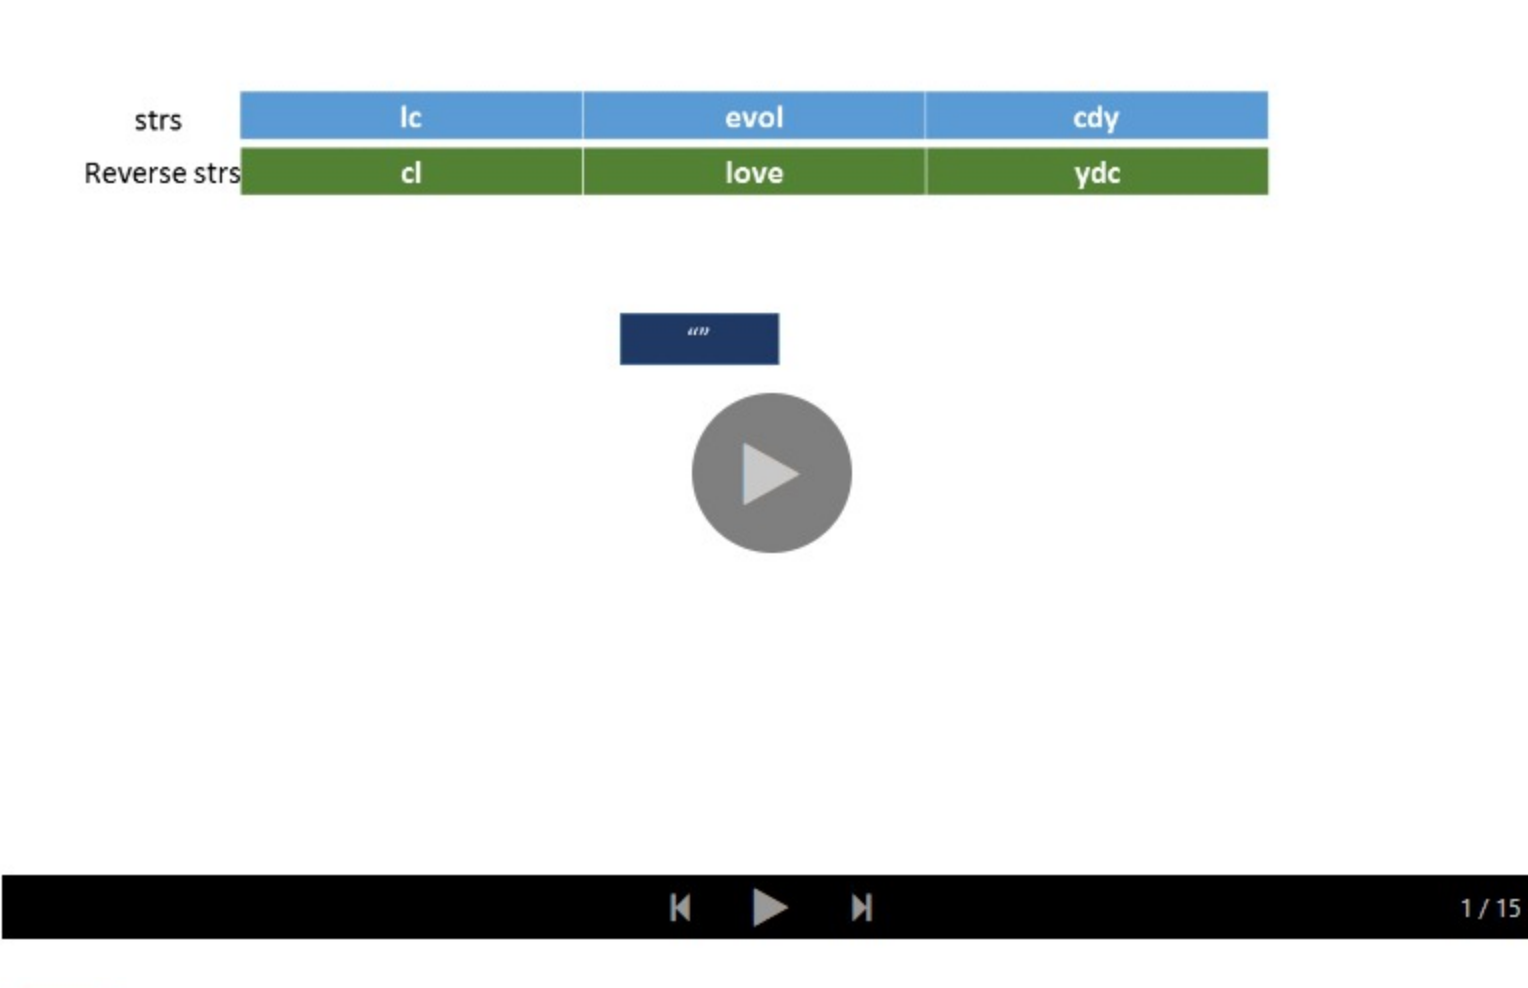 strs lc evol cdy
Reverse strs cl love ydc
“”
1 / 15